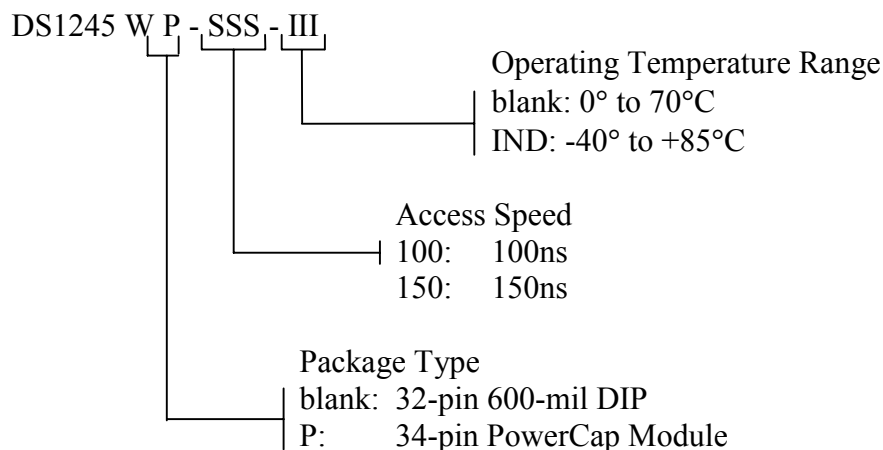 DS1245 W P - SSS - III
Operating Temperature Range
blank: 0° to 70°C
IND: -40° to +85°C
Access Speed
100: 100ns
150: 150ns
Package Type
blank: 32-pin 600-mil DIP
P: 34-pin PowerCap Module